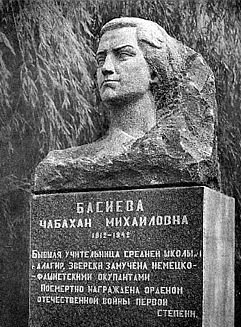 БАСИЕВА
ЧАБАХАН МИХАИЛОВНА
1912-1942
БЫВШАЯ УЧИТЕЛЬНИЦА СРЕДНЕЙ ШКОЛЫ
АЛАГИР, ЗВЕРСКИ ЗАМУЧЕНА НЕМЕЦКО-
ФАШИСТСКИМИ ОККУПАНТАМИ.
ПОСМЕРТНО НАГРАЖДЕНА ОРДЕНОМ
ОТЕЧЕСТВЕННОЙ ВОЙНЫ ПЕРВОЙ
СТЕПЕНИ.